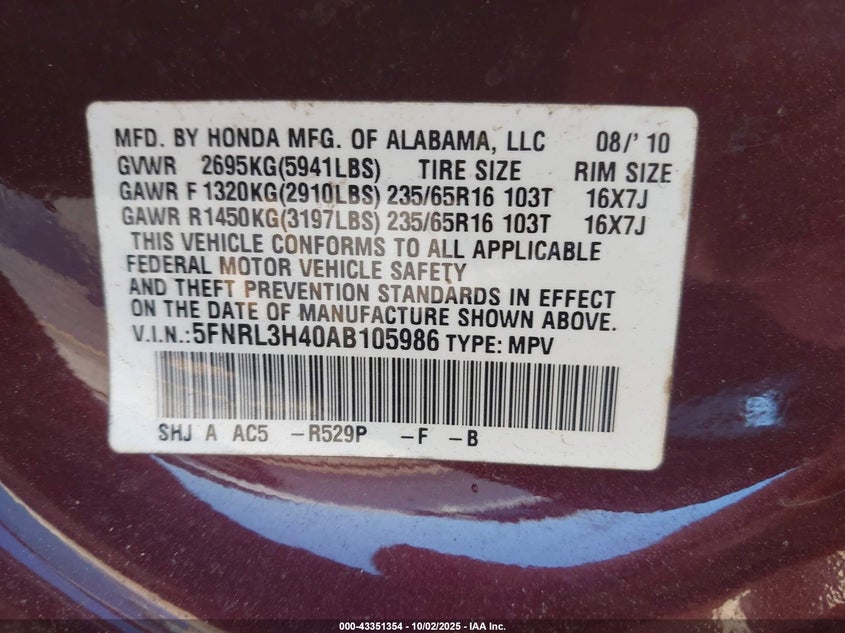 MFD. BY HONDA MFG. OF ALABAMA, LLC 08/' 10
GVWR 2695KG(5941LBS) TIRE SIZE RIM SIZE
GAWR F 1320KG(2910LBS) 235/65R16 103T 16X7J
GAWR R1450KG(3197LBS) 235/65R16 103T 16X7J
THIS VEHICLE CONFORMS TO ALL APPLICABLE
FEDERAL MOTOR VEHICLE SAFETY
AND THEFT PREVENTION STANDARDS IN EFFECT
ON THE DATE OF MANUFACTURE SHOWN ABOVE.
V.I.N.:5FNRL3H40AB105986 TYPE: MPV
SHJ A AC5 -R529P -F -B
000-43351354 - 10/02/2025 - IAA Inc.